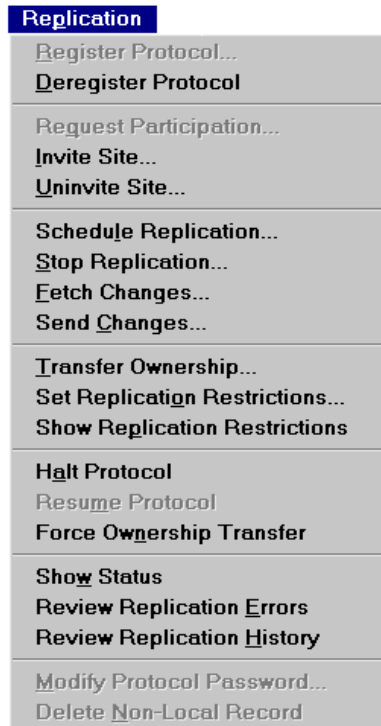 Replication
Register Protocol...
Deregister Protocol
Request Participation...
Invite Site...
Uninvite Site...
Schedule Replication...
Stop Replication...
Fetch Changes...
Send Changes...
Transfer Ownership...
Set Replication Restrictions...
Show Replication Restrictions
Halt Protocol
Resume Protocol
Force Ownership Transfer
Show Status
Review Replication Errors
Review Replication History
Modify Protocol Password...
Delete Non-Local Record